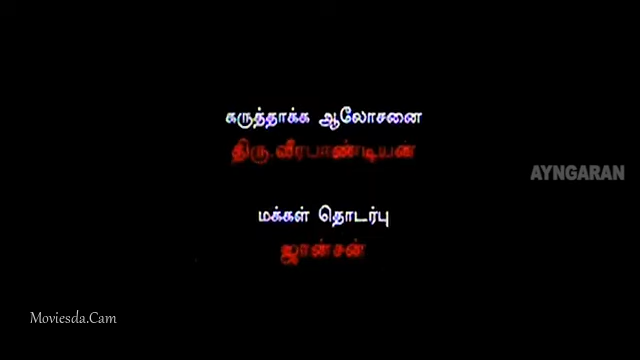 கருத்தாக்க ஆலோசனை
திரு.வீரபாண்டியன்
AYNGARAN
மக்கள் தொடர்பு
ஜான்சன்
Moviesda.Cam